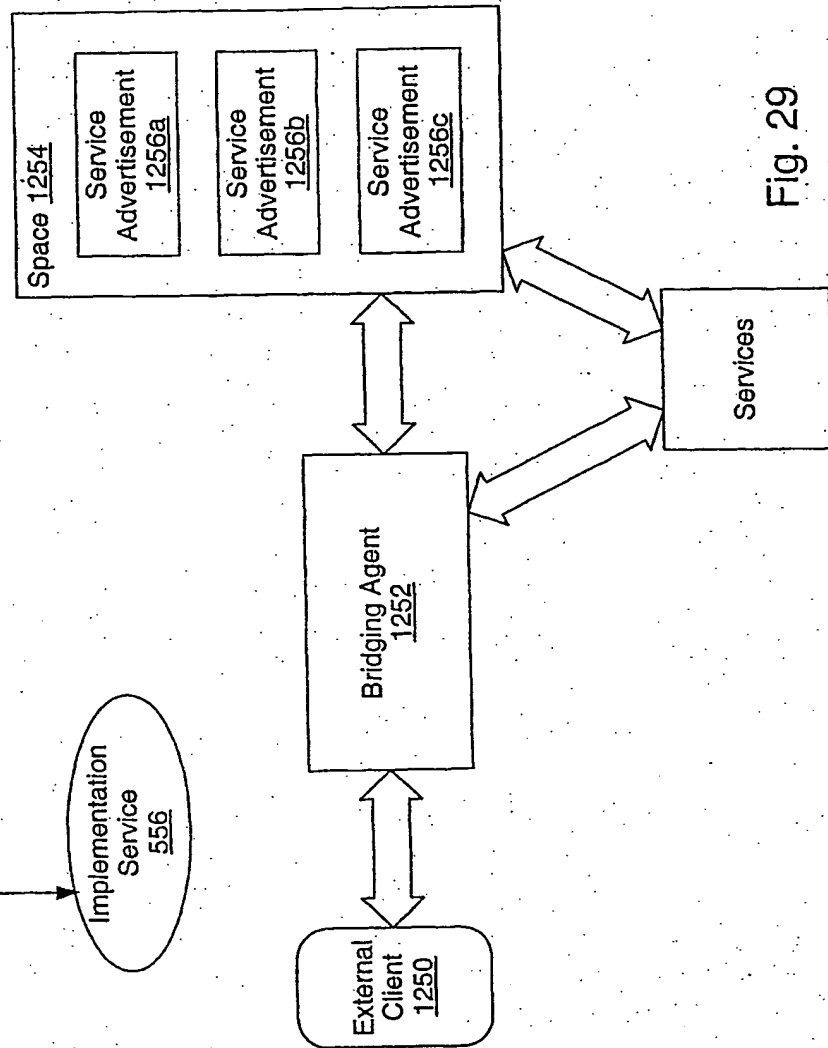 Implementation
Service
556
External
Client
1250
Bridging Agent
1252
Space 1254
Service
Advertisement
1256a
Service
Advertisement
1256b
Service
Advertisement
1256c
Services
Fig. 29